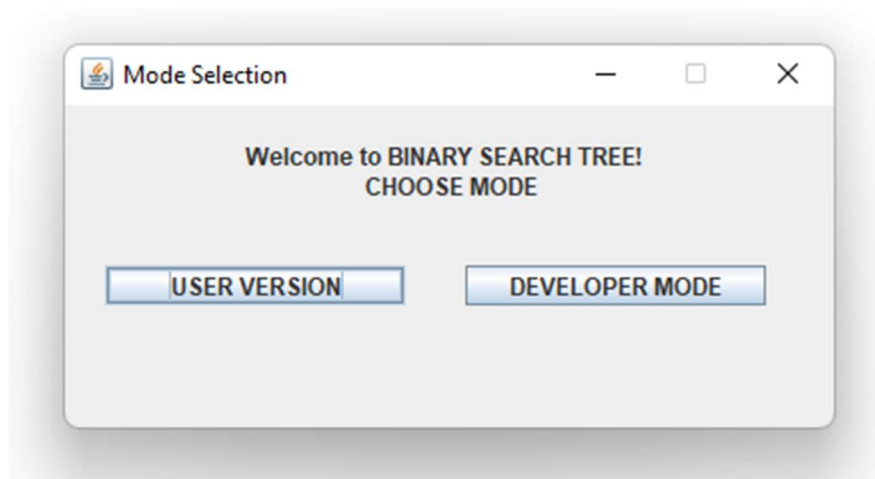 Mode Selection
Welcome to BINARY SEARCH TREE!
CHOOSE MODE
USER VERSION
DEVELOPER MODE